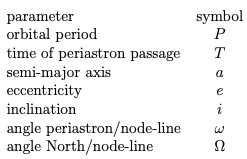 parameter symbol
orbital period P
time of periastron passage T
semi-major axis a
eccentricity e
inclination i
angle periastron/node-line ω
angle North/node-line Ω